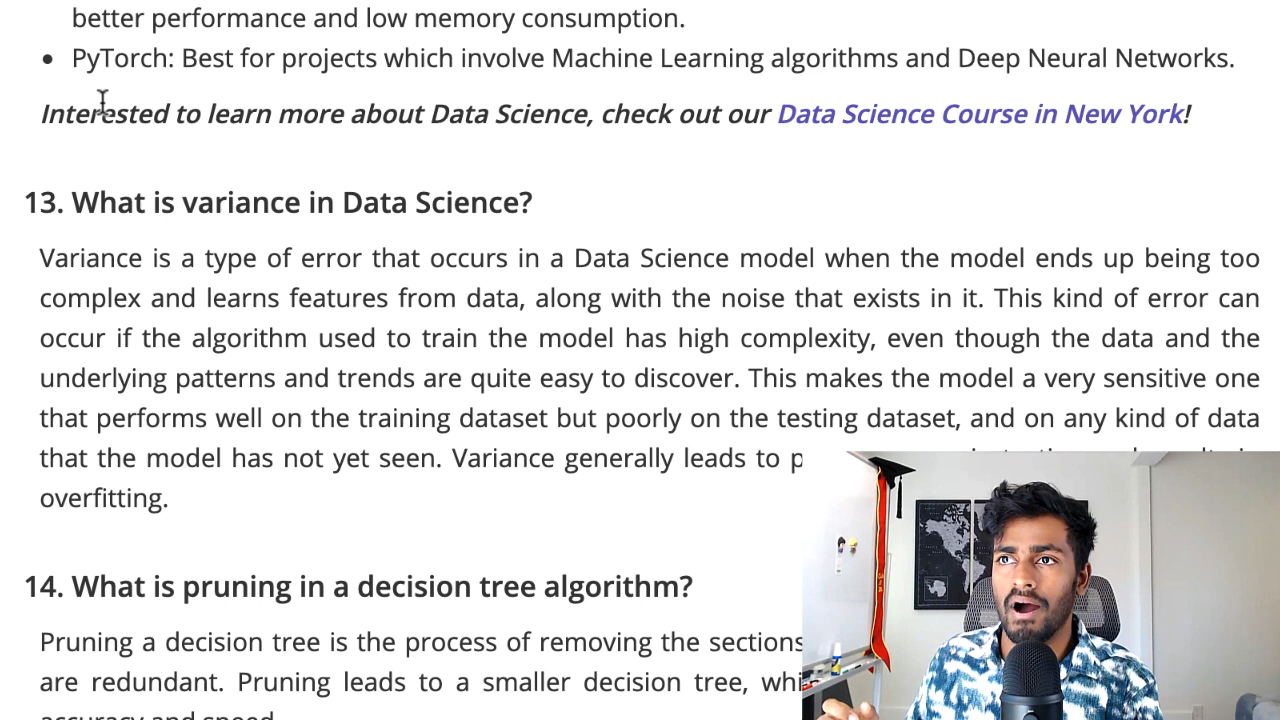 better performance and low memory consumption.
• PyTorch: Best for projects which involve Machine Learning algorithms and Deep Neural Networks.
Interested to learn more about Data Science, check out our Data Science Course in New York!
13. What is variance in Data Science?
Variance is a type of error that occurs in a Data Science model when the model ends up being too
complex and learns features from data, along with the noise that exists in it. This kind of error can
occur if the algorithm used to train the model has high complexity, even though the data and the
underlying patterns and trends are quite easy to discover. This makes the model a very sensitive one
that performs well on the training dataset but poorly on the testing dataset, and on any kind of data
that the model has not yet seen. Variance generally leads to
overfitting.
14. What is pruning in a decision tree algorithm?
Pruning a decision tree is the process of removing the sections
are redundant. Pruning leads to a smaller decision tree,
accuracy and speed.